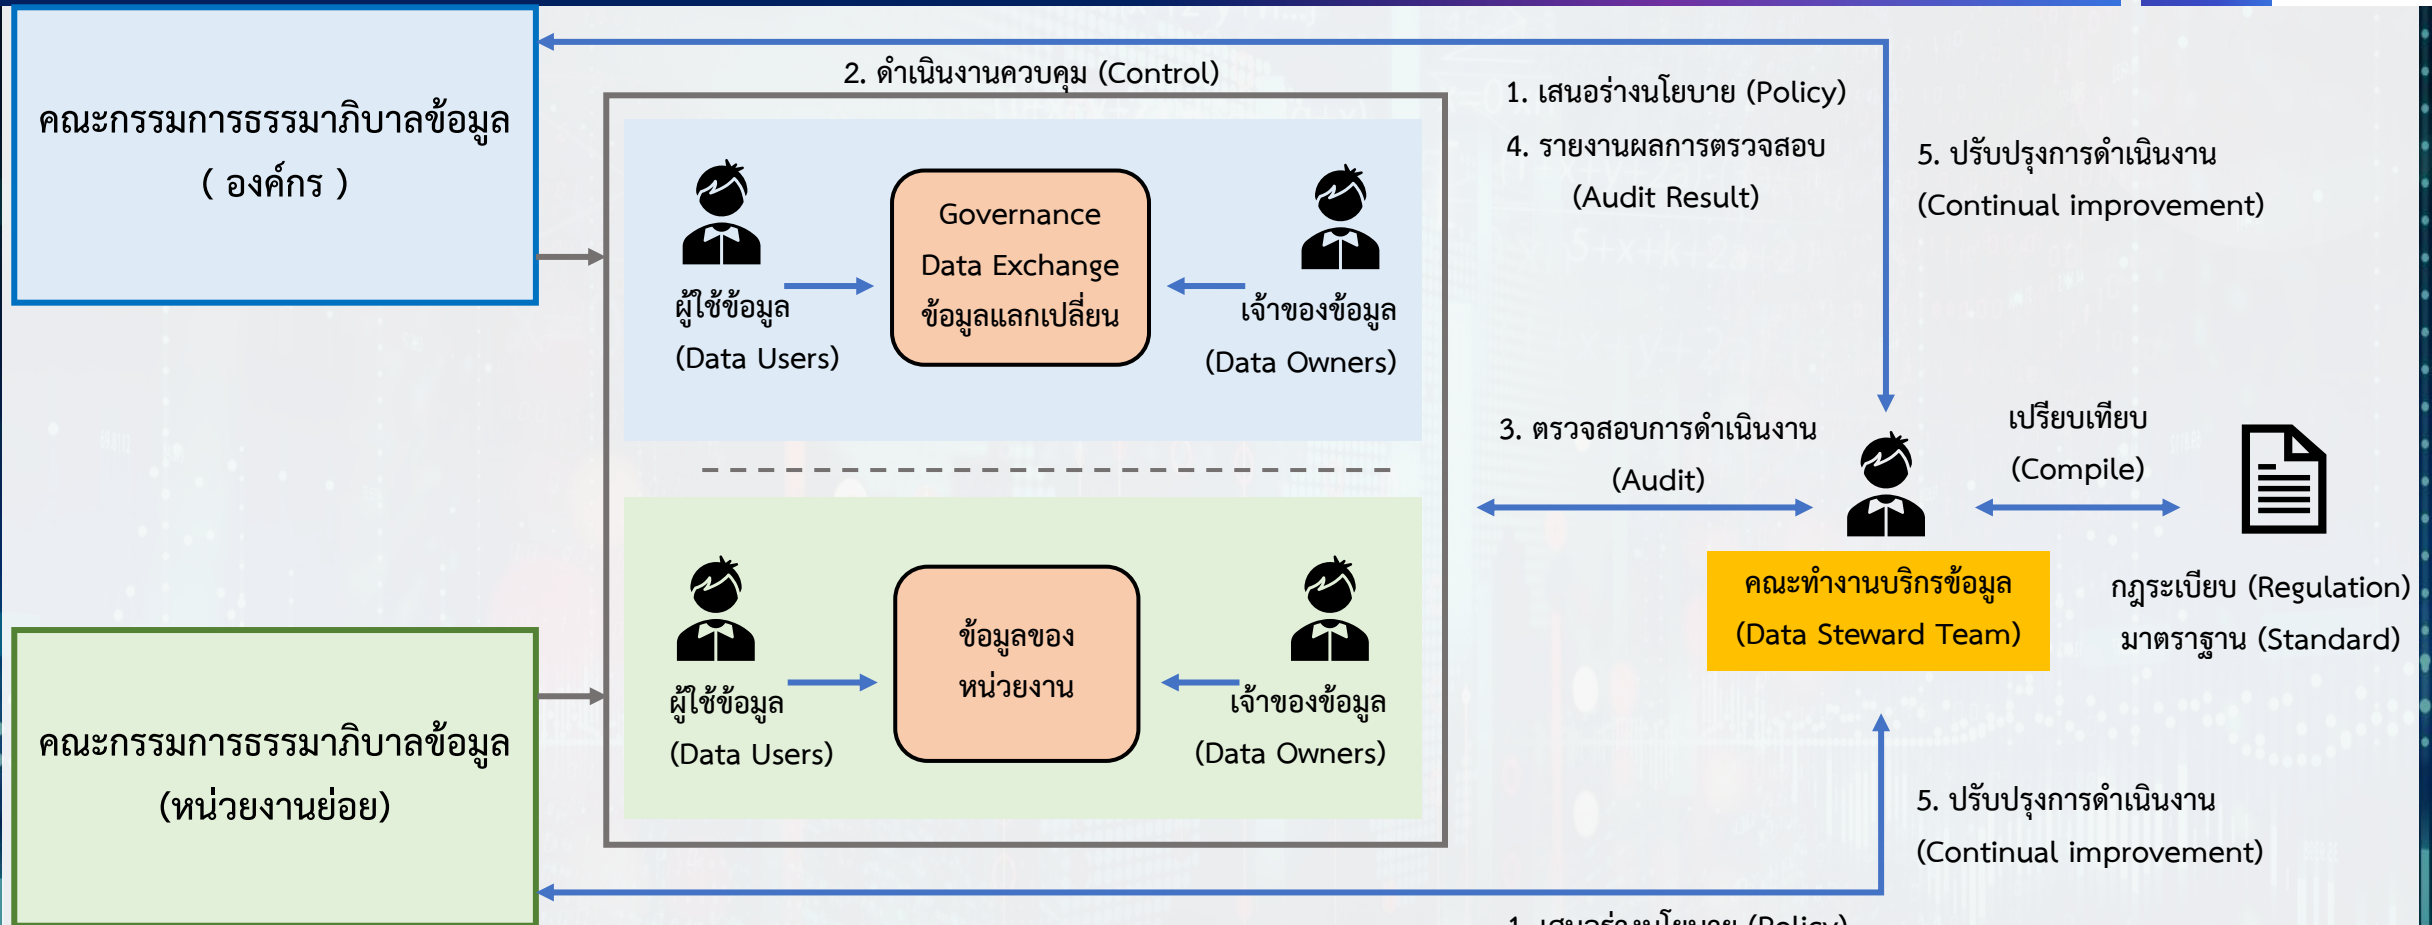 คณะกรรมการธรรมาภิบาลข้อมูล
( องค์กร )
2. ดำเนินงานควบคุม (Control)
Governance
Data Exchange
ข้อมูลแลกเปลี่ยน
ผู้ใช้ข้อมูล
(Data Users)
เจ้าของข้อมูล
(Data Owners)
1. เสนอร่างนโยบาย (Policy)
4. รายงานผลการตรวจสอบ
(Audit Result)
5. ปรับปรุงการดำเนินงาน
(Continual improvement)
3. ตรวจสอบการดำเนินงาน
(Audit)
เปรียบเทียบ
(Compile)
คณะทำงานบริกรข้อมูล
(Data Steward Team)
กฎระเบียบ (Regulation)
มาตราฐาน (Standard)
คณะกรรมการธรรมาภิบาลข้อมูล
(หน่วยงานย่อย)
ข้อมูลของ
หน่วยงาน
ผู้ใช้ข้อมูล
(Data Users)
เจ้าของข้อมูล
(Data Owners)
5. ปรับปรุงการดำเนินงาน
(Continual improvement)
1. เสนอร่างนโยบาย (Policy)